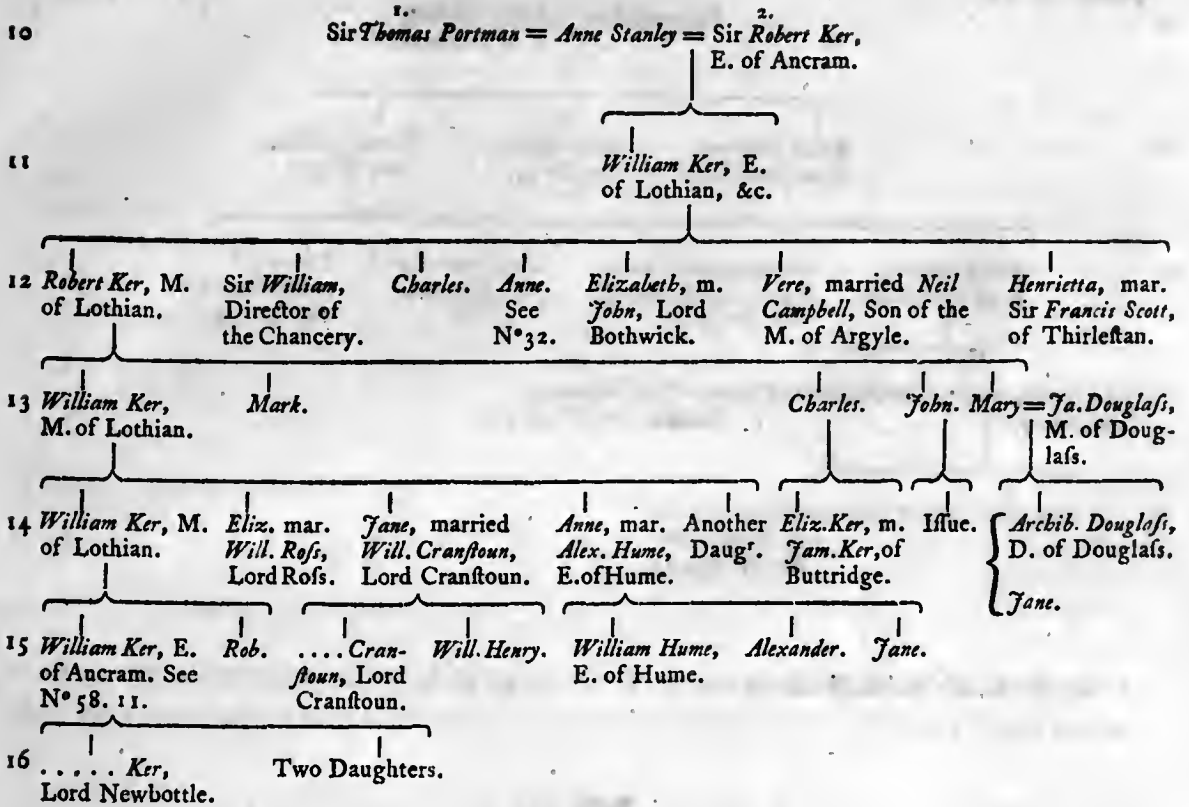 1. 2.
10 Sir Thomas Portman = Anne Stanley = Sir Robert Ker,
E. of Ancram.
11 William Ker, E.
of Lothian, &c.
12 Robert Ker, M. Sir William, Charles. Anne. Elizabeth, m. Vere, married Neil Henrietta, mar.
of Lothian. Director of See John, Lord Campbell, Son of the Sir Francis Scott,
the Chancery. N° 32. Bothwick. M. of Argyle. of Thirleſtan.
13 William Ker, Mark. Charles. John. Mary = Ja. Douglaſs,
M. of Lothian. M. of Doug-
laſs.
14 William Ker, M. Eliz. mar. Jane, married Anne, mar. Another Eliz. Ker, m. Iſſue. Archib. Douglaſs,
of Lothian. Will. Roſs, Will. Cranſtoun, Alex. Hume, Daugr. Jam. Ker, of D. of Douglaſs.
Lord Roſs. Lord Cranſtoun. E. of Hume. Buttridge.
Jane.
15 William Ker, E. Rob. ....Cran- Will. Henry. William Hume, Alexander. Jane.
of Ancram. See ſtoun, Lord E. of Hume.
N° 58. 11. Cranſtoun.
16 ..... Ker, Two Daughters.
Lord Newbottle.